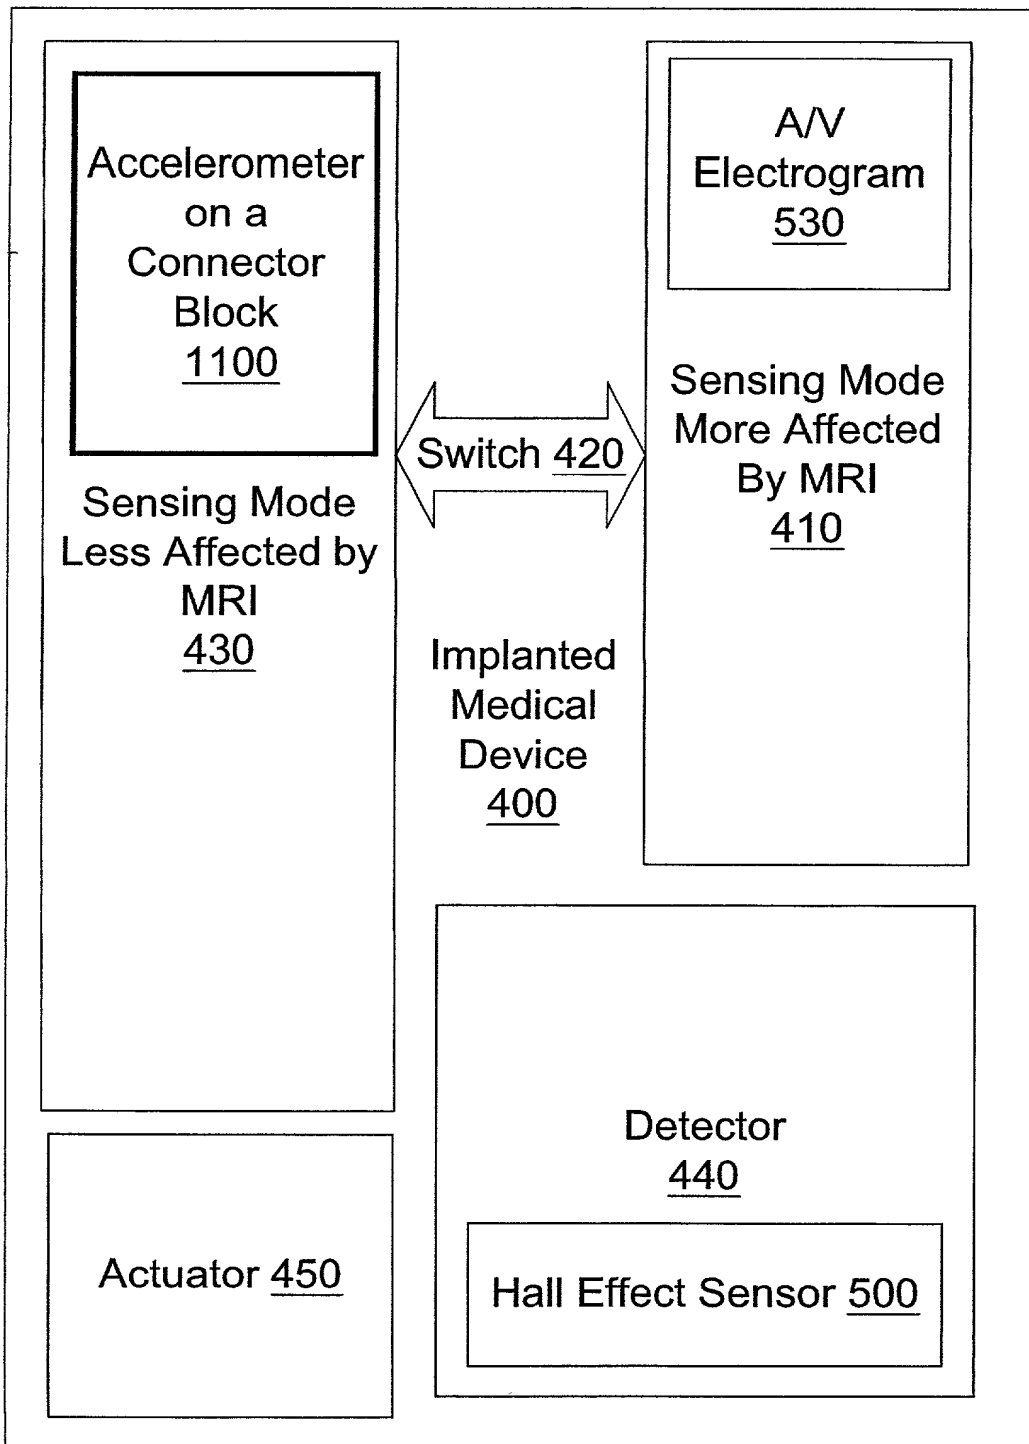 Accelerometer
on a
Connector
Block
1100
Sensing Mode
Less Affected by
MRI
430
A/V
Electrogram
530
Sensing Mode
More Affected
By MRI
410
Switch 420
Implanted
Medical
Device
400
Detector
440
Hall Effect Sensor 500
Actuator 450